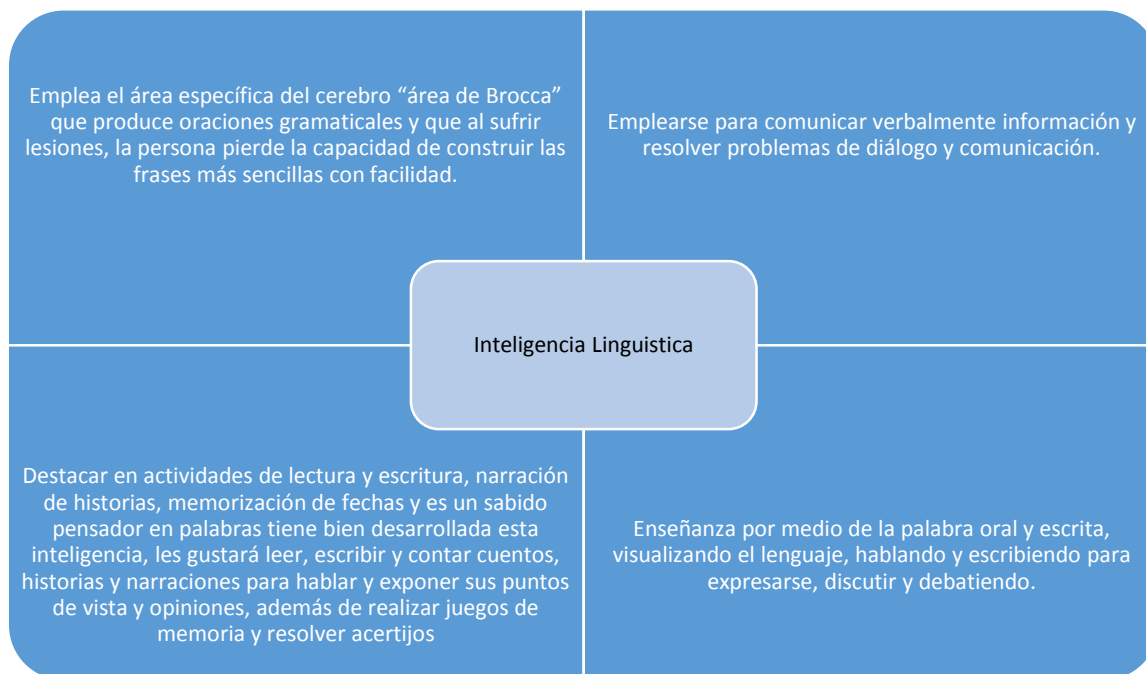 Emplea el área específica del cerebro “área de Brocca”
que produce oraciones gramaticales y que al sufrir
lesiones, la persona pierde la capacidad de construir las
frases más sencillas con facilidad.
Emplearse para comunicar verbalmente información y
resolver problemas de diálogo y comunicación.
Inteligencia Linguistica
Destacar en actividades de lectura y escritura, narración
de historias, memorización de fechas y es un sabido
pensador en palabras tiene bien desarrollada esta
inteligencia, les gustará leer, escribir y contar cuentos,
historias y narraciones para hablar y exponer sus puntos
de vista y opiniones, además de realizar juegos de
memoria y resolver acertijos
Enseñanza por medio de la palabra oral y escrita,
visualizando el lenguaje, hablando y escribiendo para
expresarse, discutir y debatiendo.